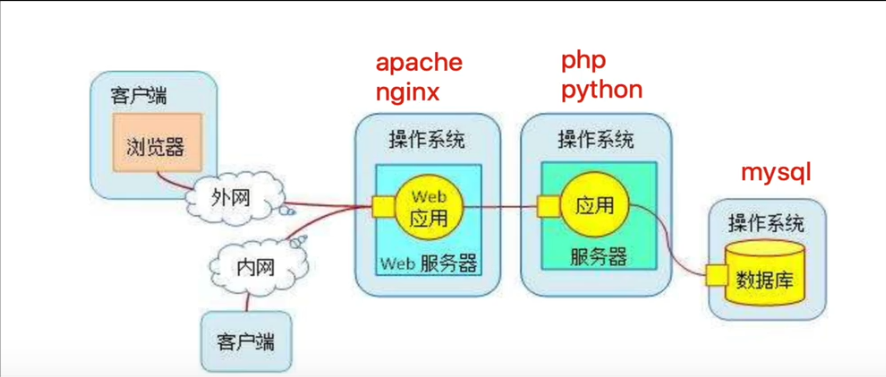 apache
nginx
php
python
mysql
客户端
浏览器
外网
内网
客户端
操作系统
Web
应用
Web 服务器
操作系统
应用
服务器
操作系统
数据库